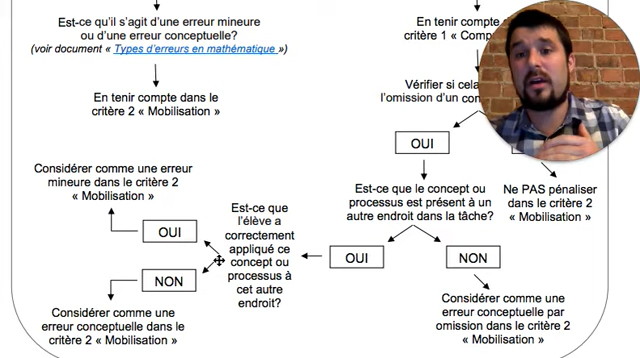 Est-ce qu'il s'agit d'une erreur mineure
ou d'une erreur conceptuelle?
(voir document « Types d'erreurs en mathématique »)
En tenir compte dans le
critère 2 « Mobilisation »
En tenir compte
critère 1 «
Vérifier si cela
l'omission d'un
OUI
Est-ce que le concept ou
processus est présent à un
autre endroit dans la tâche?
Ne PAS pénaliser
dans le critère 2
« Mobilisation »
OUI
NON
Considérer comme une
erreur conceptuelle par
omission dans le critère 2
« Mobilisation »
Est-ce que
l'élève a
correctement
appliqué ce
concept ou
processus à
cet autre
endroit?
Considérer comme une erreur
mineure dans le critère 2
« Mobilisation »
OUI
NON
Considérer comme une
erreur conceptuelle dans le
critère 2 « Mobilisation »